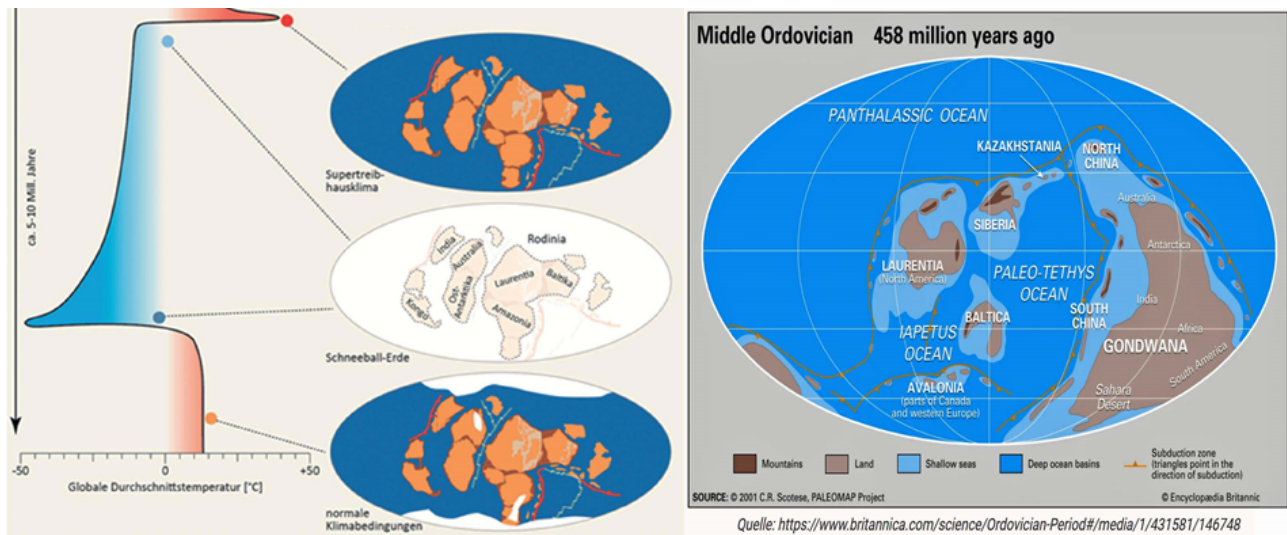 ca. 5-10 Mill. Jahre
Supertreib-
hausklima
India
Australia
Ost-
Antarktika
Kongo
Rodinia
Laurentia
Baltika
Amazonia
Schneeball-Erde
normale
Klimabedingungen
-50
0
+50
Globale Durchschnittstemperatur [°C]
Middle Ordovician 458 million years ago
PANTHALASSIC OCEAN
KAZAKHSTANIA
NORTH
CHINA
Australia
SIBERIA
Antarctica
LAURENTIA
(North America)
PALEO-TETHYS
OCEAN
India
SOUTH
CHINA
BALTICA
Africa
IAPETUS
OCEAN
GONDWANA
South America
AVALONIA
(parts of Canada
and western Europe)
Sahara
Desert
Mountains
Land
Shallow seas
Deep ocean basins
Subduction zone
(triangles point in the
direction of subduction)
SOURCE: © 2001 C.R. Scotese, PALEOMAP Project
© Encyclopædia Britannic
Quelle: https://www.britannica.com/science/Ordovician-Period#/media/1/431581/146748